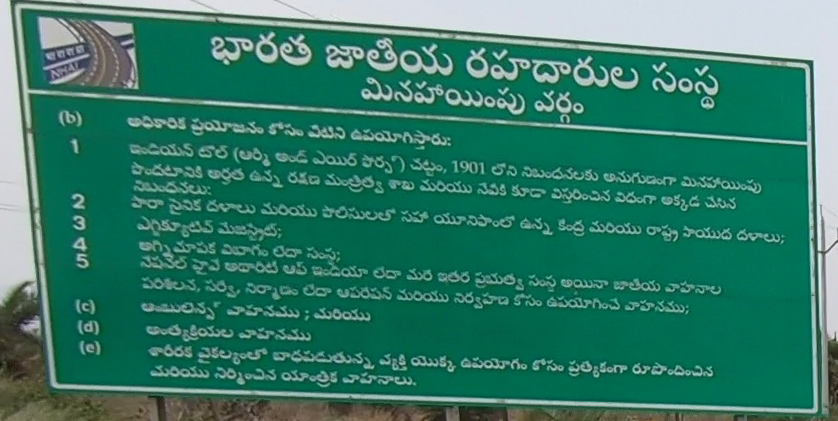 భారాराప్రా
NHAI
భారత జాతీయ రహదారుల సంస్థ
మినహాయింపు వర్గం
(b) అధికారిక ప్రయోజనం కోసం వీటిని ఉపయోగిస్తారు:
1 ఇండియన్ టోల్ (ఆర్మీ అండ్ ఎయిర్ ఫోర్స్) చట్టం, 1901 లోని నిబంధనలకు అనుగుణంగా మినహాయింపు
పొందటానికి అర్హత ఉన్న రక్షణ మంత్రిత్వ శాఖ మరియు నేవీకి కూడా విస్తరించిన విధంగా అక్కడ చేసిన
నిబంధనలు:
2 పారా సైనిక దళాలు మరియు పోలీసులతో సహా యూనిఫాంలో ఉన్న కేంద్ర మరియు రాష్ట్ర సాయుద దళాలు;
3 ఎగ్జిక్యూటివ్ మేజిస్ట్రేట్;
4 అగ్ని మాపక విభాగం లేదా సంస్థ;
5 నేషనల్ హైవే అథారిటీ ఆఫ్ ఇండియా లేదా మరే ఇతర ప్రభుత్వ సంస్థ అయినా జాతీయ వాహనాల
పరిశీలన, సర్వే, నిర్మాణం లేదా ఆపరేషన్ మరియు నిర్వహణ కోసం ఉపయోగించే వాహనము;
(c) అంబులెన్స్ వాహనము ; మరియు
(d) అంత్యక్రియల వాహనము
(e) శారీరక వైకల్యంతో బాధపడుతున్న వ్యక్తి యొక్క ఉపయోగం కోసం ప్రత్యేకంగా రూపొందించిన
మరియు నిర్మించిన యాంత్రిక వాహనాలు.